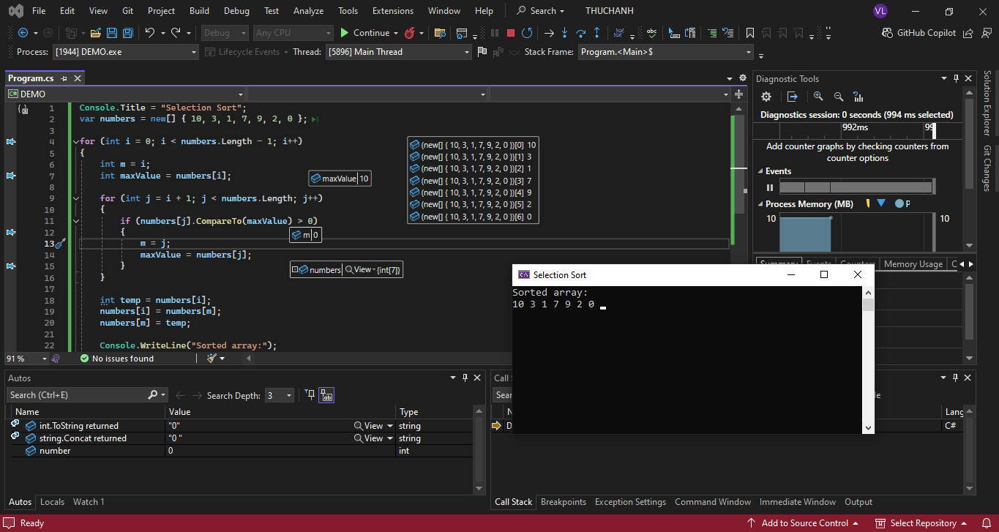 File Edit View Git Project Build Debug Test Analyze Tools Extensions Window Help Search THUCHANH VL
Debug Any CPU Continue abc GitHub Copilot
Process: [1944] DEMO.exe Lifecycle Events Thread: [5896] Main Thread Stack Frame: Program.<Main>$
Program.cs
C# DEMO
1 Console.Title = "Selection Sort";
2 var numbers = new[] { 10, 3, 1, 7, 9, 2, 0 };
3
4 for (int i = 0; i < numbers.Length - 1; i++)
5 {
6 int m = i;
7 int maxValue = numbers[i];
8
9 for (int j = i + 1; j < numbers.Length; j++)
10 {
11 if (numbers[j].CompareTo(maxValue) > 0)
12 {
13 m = j;
14 maxValue = numbers[j];
15 }
16 }
17
18 int temp = numbers[i];
19 numbers[i] = numbers[m];
20 numbers[m] = temp;
21
22 Console.WriteLine("Sorted array:");
maxValue 10
m 0
numbers View {int[7]}
(new[] { 10, 3, 1, 7, 9, 2, 0 })[0] 10
(new[] { 10, 3, 1, 7, 9, 2, 0 })[1] 3
(new[] { 10, 3, 1, 7, 9, 2, 0 })[2] 1
(new[] { 10, 3, 1, 7, 9, 2, 0 })[3] 7
(new[] { 10, 3, 1, 7, 9, 2, 0 })[4] 9
(new[] { 10, 3, 1, 7, 9, 2, 0 })[5] 2
(new[] { 10, 3, 1, 7, 9, 2, 0 })[6] 0
91 % No issues found
Diagnostic Tools
Diagnostics session: 0 seconds (994 ms selected)
992ms 99
Add counter graphs by checking counters from
counter options
Events
Process Memory (MB) P
10 10
Summary Events Counters Memory Usage C
Solution Explorer
Git Changes
C:\ Selection Sort
Sorted array:
10 3 1 7 9 2 0
Autos
Search (Ctrl+E) Search Depth: 3
Name Value Type
int.ToString returned "0" View string
string.Concat returned "0 " View string
number 0 int
Autos Locals Watch 1
Call
Sear
N Lang
D C#
Call Stack Breakpoints Exception Settings Command Window Immediate Window Output
Ready Add to Source Control Select Repository